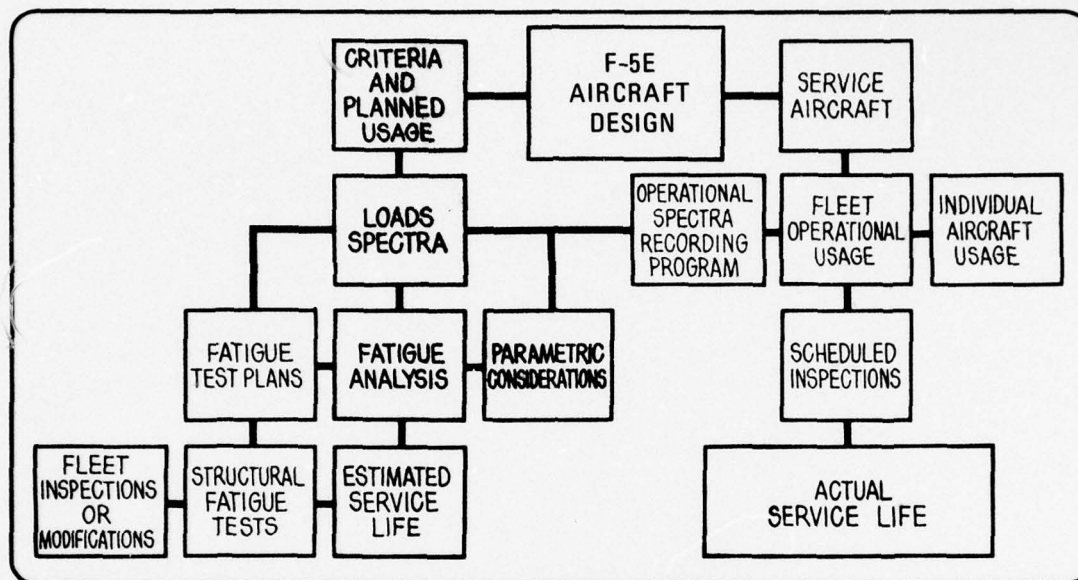 CRITERIA
AND
PLANNED
USAGE
F-5E
AIRCRAFT
DESIGN
SERVICE
AIRCRAFT
LOADS
SPECTRA
OPERATIONAL
SPECTRA
RECORDING
PROGRAM
FLEET
OPERATIONAL
USAGE
INDIVIDUAL
AIRCRAFT
USAGE
FATIGUE
TEST PLANS
FATIGUE
ANALYSIS
PARAMETRIC
CONSIDERATIONS
SCHEDULED
INSPECTIONS
FLEET
INSPECTIONS
OR
MODIFICATIONS
STRUCTURAL
FATIGUE
TESTS
ESTIMATED
SERVICE
LIFE
ACTUAL
SERVICE LIFE